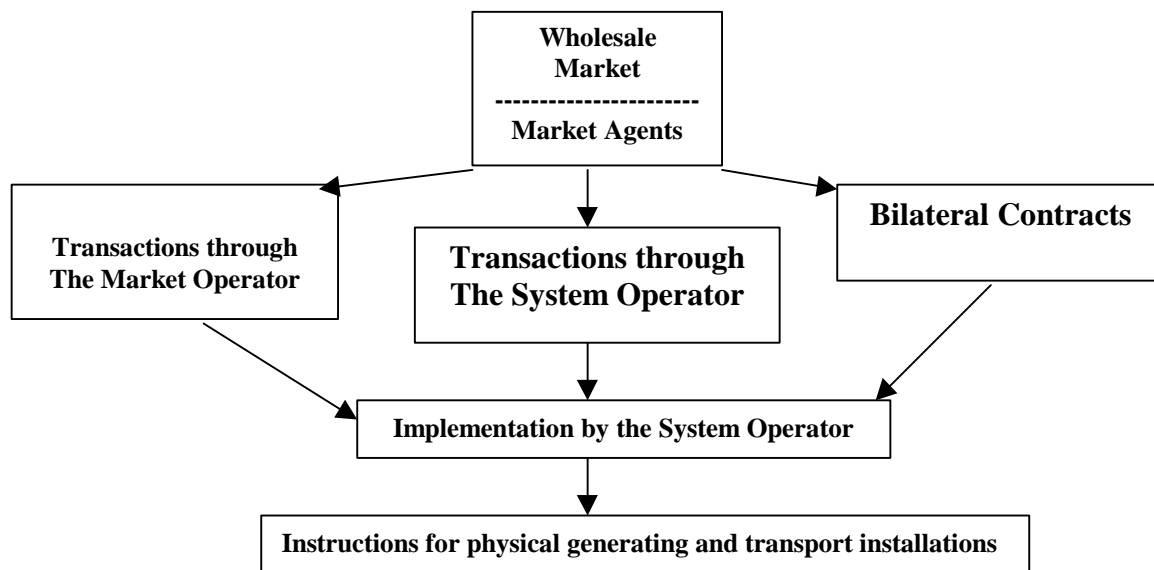 Wholesale
Market
-----------------------
Market Agents
Transactions through
The Market Operator
Transactions through
The System Operator
Bilateral Contracts
Implementation by the System Operator
Instructions for physical generating and transport installations